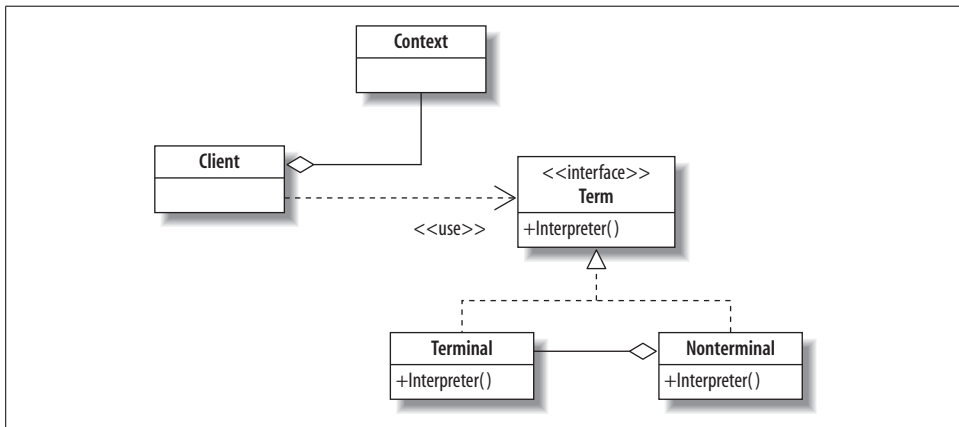 Context
Client
<<interface>>
Term
+Interpreter()
<<use>>
Terminal
+Interpreter()
Nonterminal
+Interpreter()